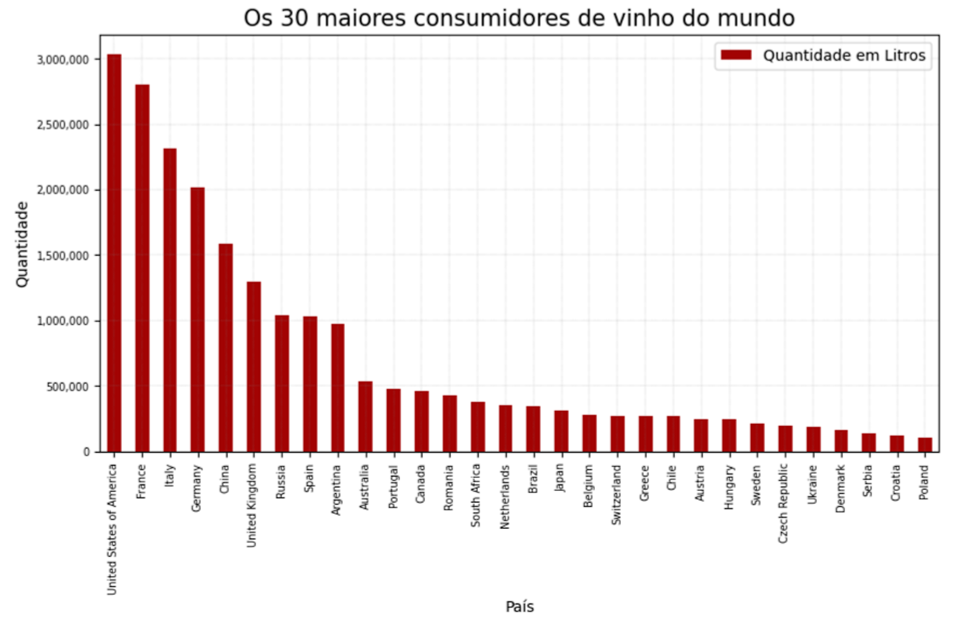 Os 30 maiores consumidores de vinho do mundo
Quantidade em Litros
Quantidade
3,000,000
2,500,000
2,000,000
1,500,000
1,000,000
500,000
0
United States of America
France
Italy
Germany
China
United Kingdom
Russia
Spain
Argentina
Australia
Portugal
Canada
Romania
South Africa
Netherlands
Brazil
Japan
Belgium
Switzerland
Greece
Chile
Austria
Hungary
Sweden
Czech Republic
Ukraine
Denmark
Serbia
Croatia
Poland
País